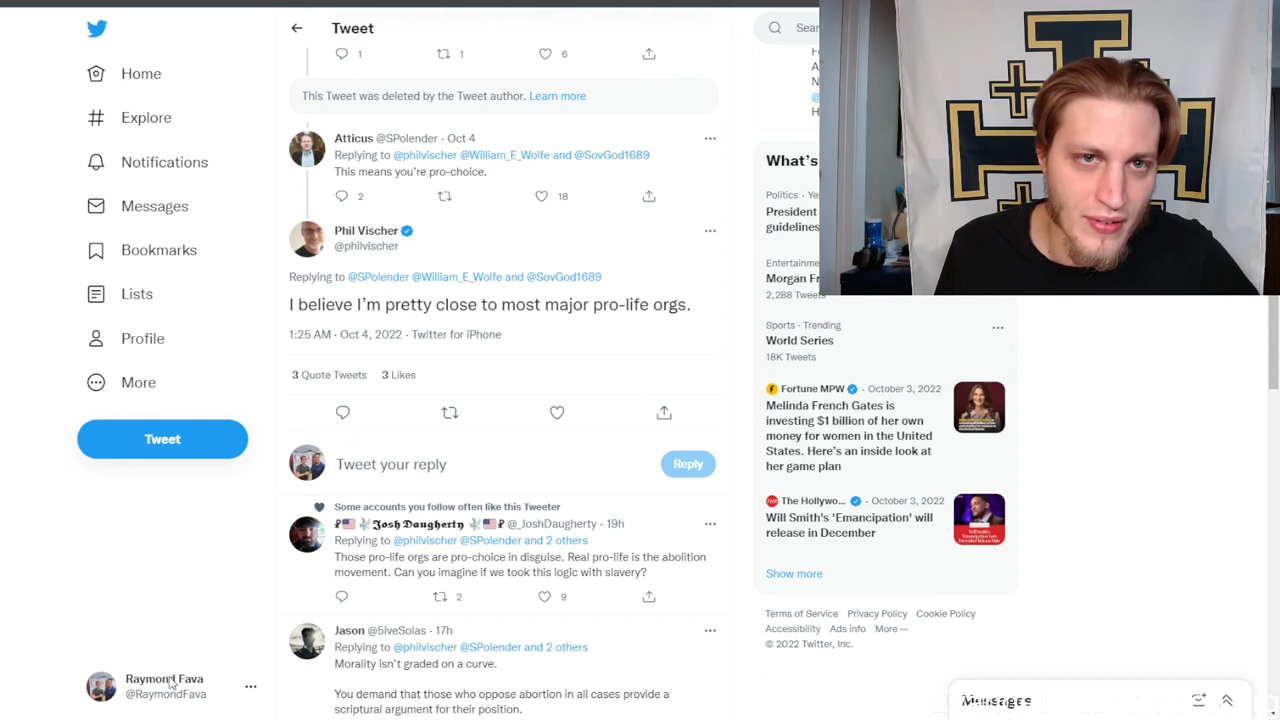 Tweet
Sear
1
1
6
This Tweet was deleted by the Tweet author. Learn more
Atticus @SPolender · Oct 4
Replying to @philvischer @William_E_Wolfe and @SovGod1689
This means you're pro-choice.
2
18
Phil Vischer
@philvischer
Replying to @SPolender @William_E_Wolfe and @SovGod1689
I believe I'm pretty close to most major pro-life orgs.
1:25 AM · Oct 4, 2022 · Twitter for iPhone
3 Quote Tweets 3 Likes
Tweet your reply
Reply
Some accounts you follow often like this Tweeter
Josh Daugherty @_JoshDaugherty · 19h
Replying to @philvischer @SPolender and 2 others
Those pro-life orgs are pro-choice in disguise. Real pro-life is the abolition
movement. Can you imagine if we took this logic with slavery?
2
9
Jason @5iveSolas · 17h
Replying to @philvischer @SPolender and 2 others
Morality isn't graded on a curve.
You demand that those who oppose abortion in all cases provide a
scriptural argument for their position.
Home
Explore
Notifications
Messages
Bookmarks
Lists
Profile
More
Tweet
Raymond Fava
@RaymondFava
What's
Politics · Ye
President
guidelines
Entertainme
Morgan Fr
2,288 Tweets
Sports · Trending
World Series
18K Tweets
Fortune MPW · October 3, 2022
Melinda French Gates is
investing $1 billion of her own
money for women in the United
States. Here's an inside look at
her game plan
The Hollywo... · October 3, 2022
Will Smith's 'Emancipation' will
release in December
Show more
Terms of Service Privacy Policy Cookie Policy
Accessibility Ads info More ···
© 2022 Twitter, Inc.
Messages